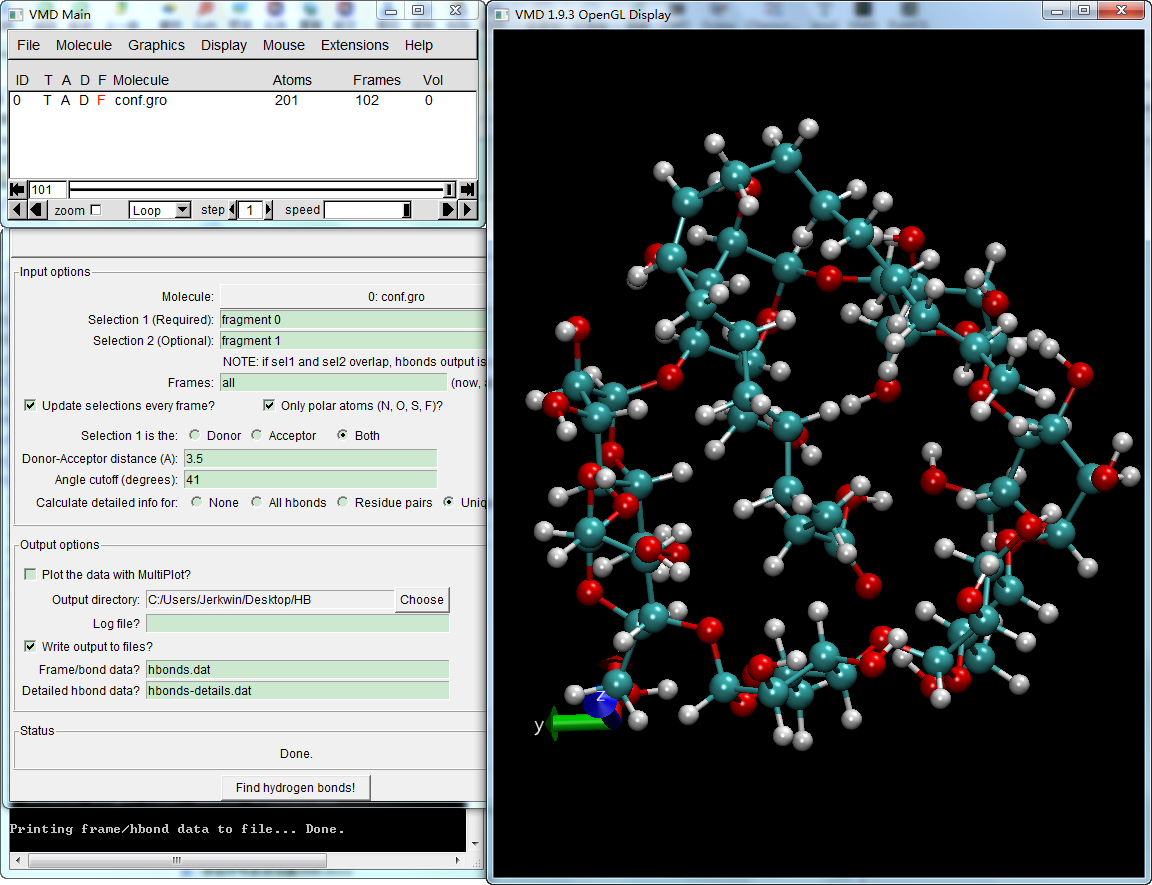 VMD Main
File Molecule Graphics Display Mouse Extensions Help
ID T A D F Molecule Atoms Frames Vol
0 T A D F conf.gro 201 102 0
101
zoom Loop step 1 speed
Input options
Molecule: 0: conf.gro
Selection 1 (Required): fragment 0
Selection 2 (Optional): fragment 1
NOTE: if sel1 and sel2 overlap, hbonds output is
Frames: all (now,
Update selections every frame? Only polar atoms (N, O, S, F)?
Selection 1 is the: Donor Acceptor Both
Donor-Acceptor distance (A): 3.5
Angle cutoff (degrees): 41
Calculate detailed info for: None All hbonds Residue pairs Uniq
Output options
Plot the data with MultiPlot?
Output directory: C:/Users/Jerkwin/Desktop/HB Choose
Log file?
Write output to files?
Frame/bond data? hbonds.dat
Detailed hbond data? hbonds-details.dat
Status
Done.
Find hydrogen bonds!
Printing frame/hbond data to file... Done.
VMD 1.9.3 OpenGL Display
z
y